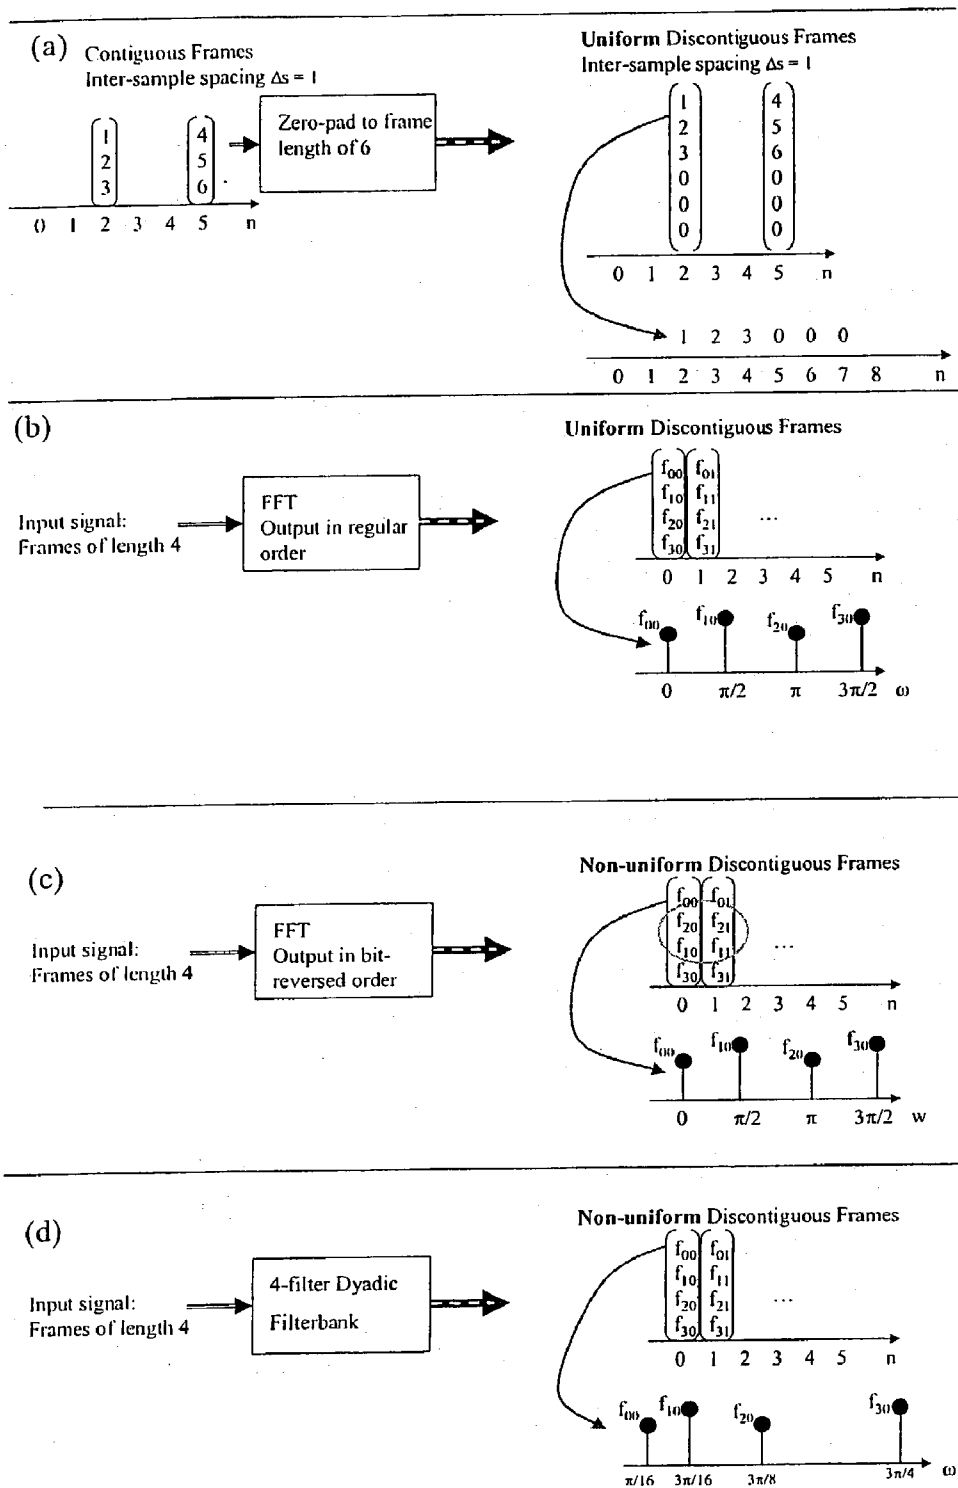 (a)
Contiguous Frames
Inter-sample spacing Δs = 1
1
2
3
4
5
6
0 1 2 3 4 5 n
Zero-pad to frame
length of 6
Uniform Discontiguous Frames
Inter-sample spacing Δs = 1
1
2
3
0
0
0
4
5
6
0
0
0
0 1 2 3 4 5 n
1 2 3 0 0 0
0 1 2 3 4 5 6 7 8 n
(b)
Input signal:
Frames of length 4
FFT
Output in regular
order
Uniform Discontiguous Frames
f00 f01
f10 f11
f20 f21 ...
f30 f31
0 1 2 3 4 5 n
f00 f10 f20 f30
0 π/2 π 3π/2 ω
(c)
Input signal:
Frames of length 4
FFT
Output in bit-
reversed order
Non-uniform Discontiguous Frames
f00 f01
f20 f21
f10 f11 ...
f30 f31
0 1 2 3 4 5 n
f00 f10 f20 f30
0 π/2 π 3π/2 w
(d)
Input signal:
Frames of length 4
4-filter Dyadic
Filterbank
Non-uniform Discontiguous Frames
f00 f01
f10 f11
f20 f21 ...
f30 f31
0 1 2 3 4 5 n
f00 f10 f20 f30
π/16 3π/16 3π/8 3π/4 ω